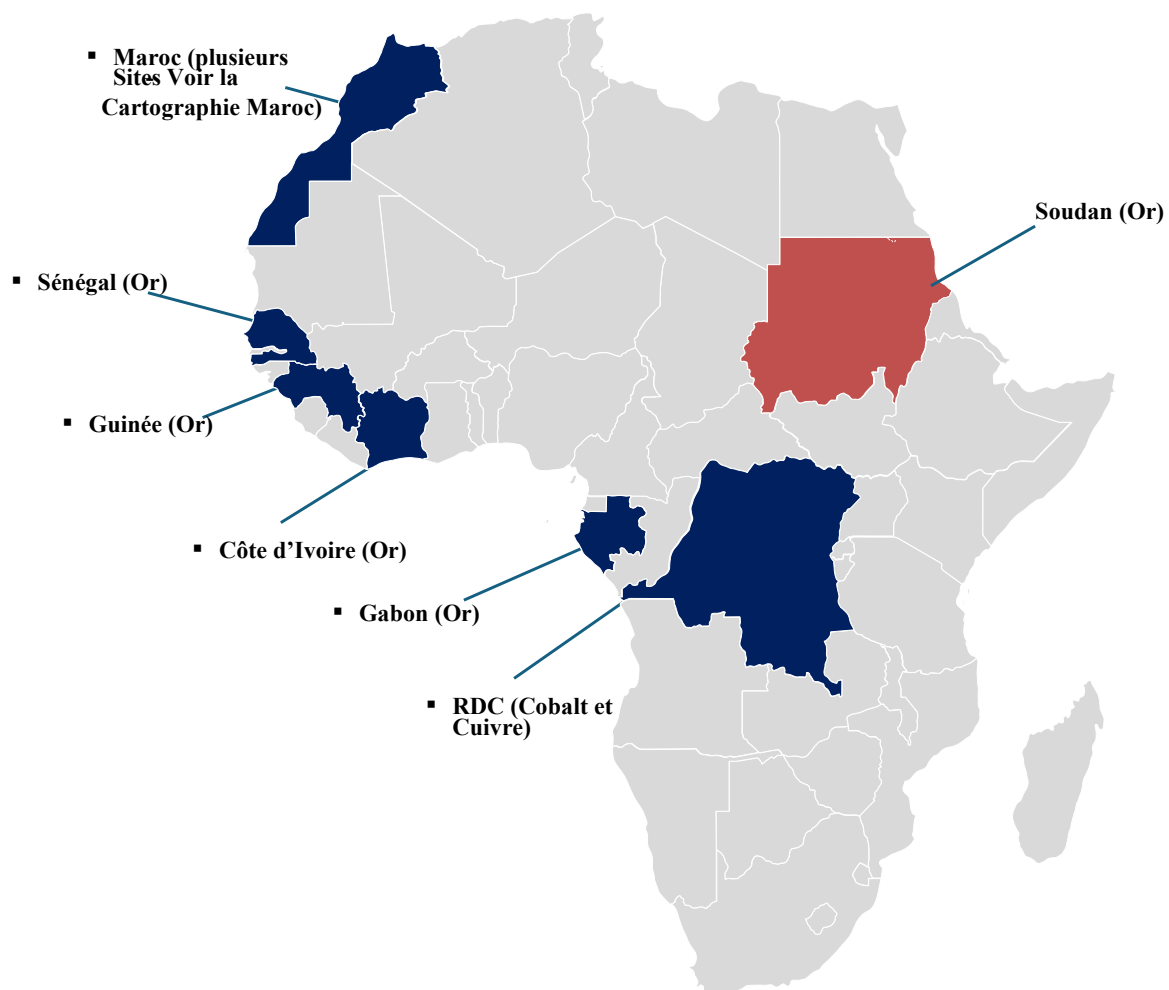 ▪ Maroc (plusieurs
Sites Voir la
Cartographie Maroc)
Soudan (Or)
▪ Sénégal (Or)
▪ Guinée (Or)
▪ Côte d’Ivoire (Or)
▪ Gabon (Or)
▪ RDC (Cobalt et
Cuivre)